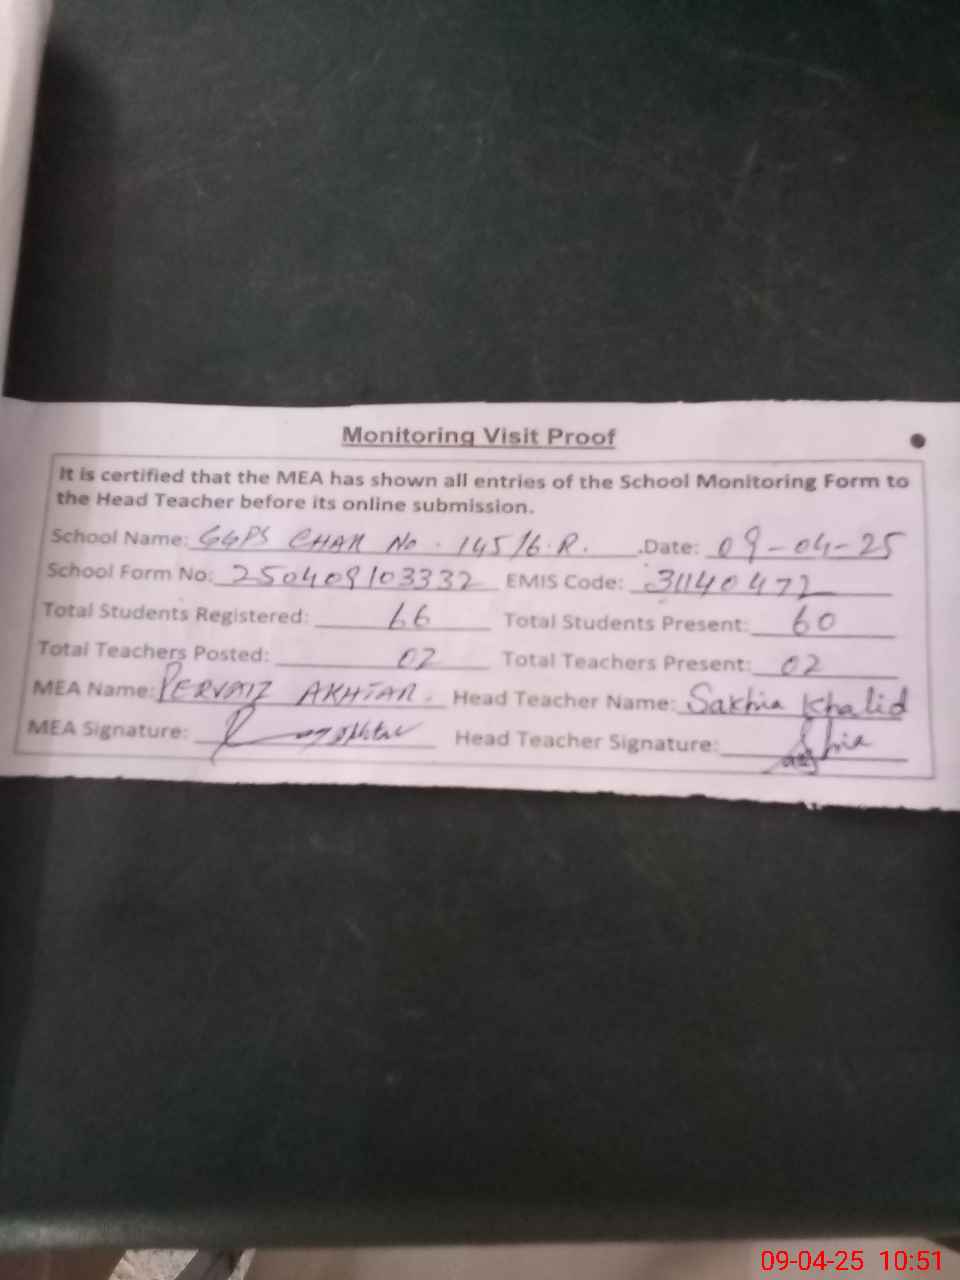 Monitoring Visit Proof
It is certified that the MEA has shown all entries of the School Monitoring Form to
the Head Teacher before its online submission.
School Name: GGPS CHAK No. 145/6.R. .Date: 09-04-25
School Form No: 250409103332 EMIS Code: 31140472
Total Students Registered: 66 Total Students Present: 60
Total Teachers Posted: 02 Total Teachers Present: 02
MEA Name: PERVAIZ AKHTAR. Head Teacher Name: Khalid
MEA Signature: Head Teacher Signature:
09-04-25 10:51